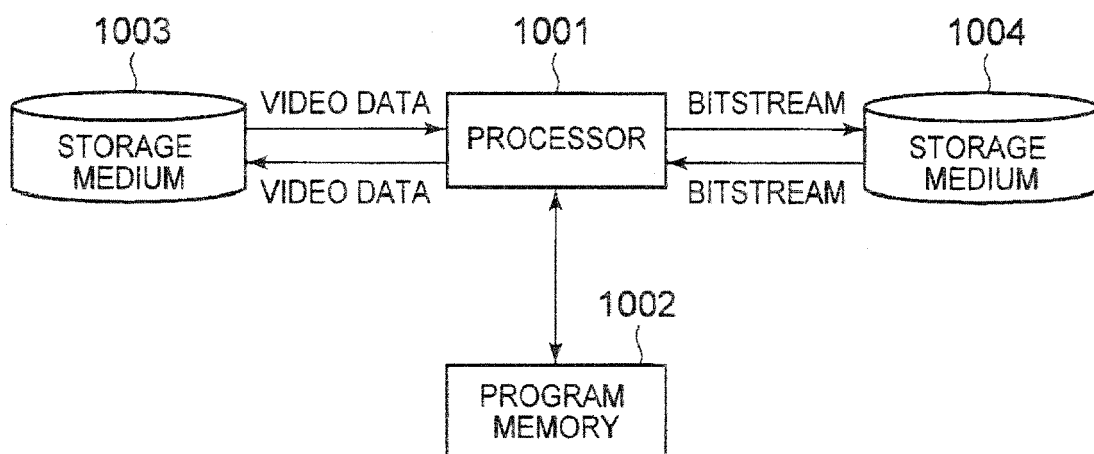 1003
1001
1004
VIDEO DATA
BITSTREAM
STORAGE
MEDIUM
PROCESSOR
STORAGE
MEDIUM
VIDEO DATA
BITSTREAM
1002
PROGRAM
MEMORY